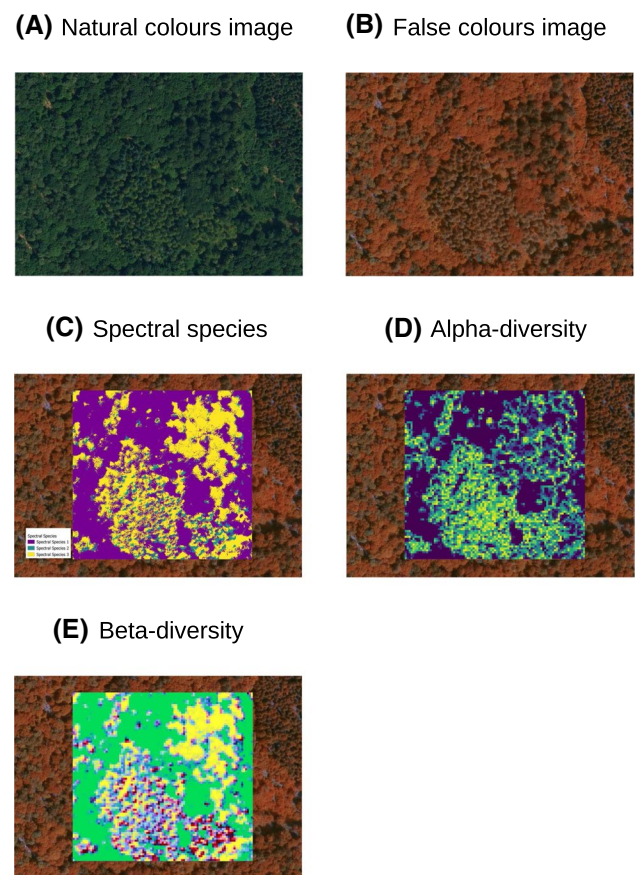 (A) Natural colours image
(B) False colours image
(C) Spectral species
(D) Alpha-diversity
Spectral Species
Spectral Species 1
Spectral Species 2
Spectral Species 3
(E) Beta-diversity